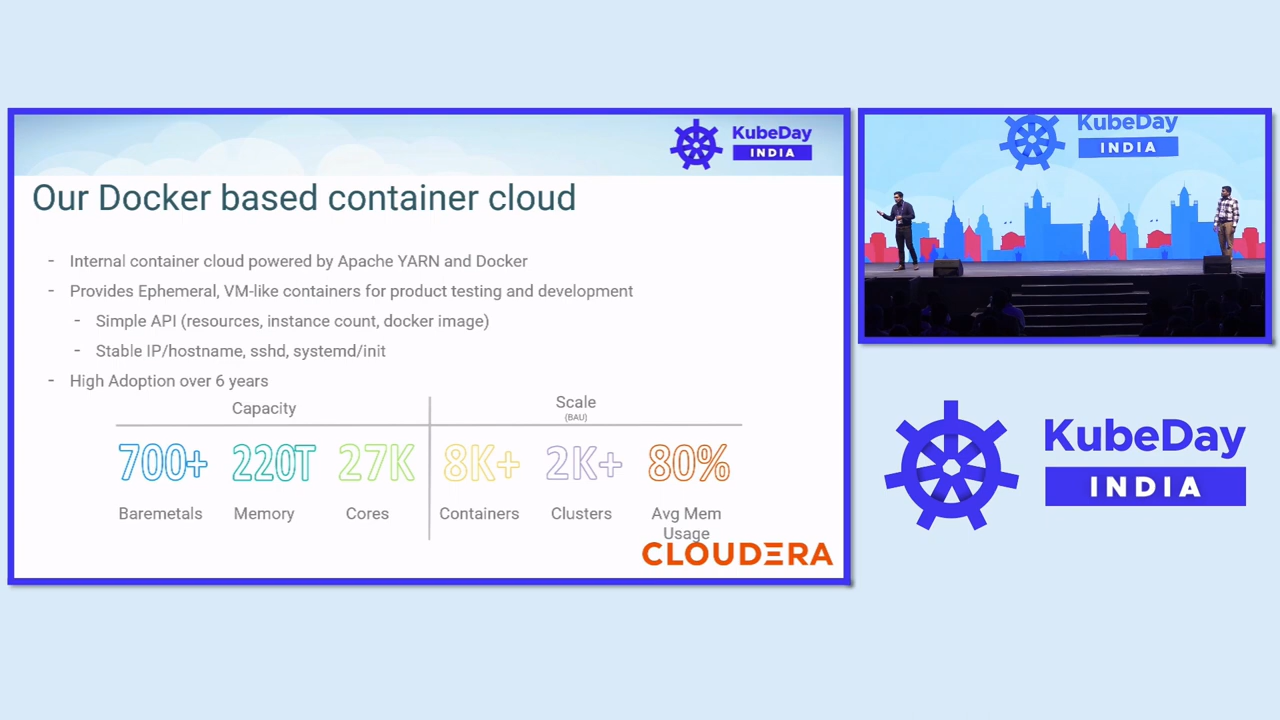 KubeDay
INDIA
Our Docker based container cloud
- Internal container cloud powered by Apache YARN and Docker
- Provides Ephemeral, VM-like containers for product testing and development
- Simple API (resources, instance count, docker image)
- Stable IP/hostname, sshd, systemd/init
- High Adoption over 6 years
Capacity
Scale
(BAU)
700+ 220T 27K 8K+ 2K+ 80%
Baremetals Memory Cores Containers Clusters Avg Mem
Usage
CLOUDERA
KubeDay
INDIA
KubeDay
INDIA